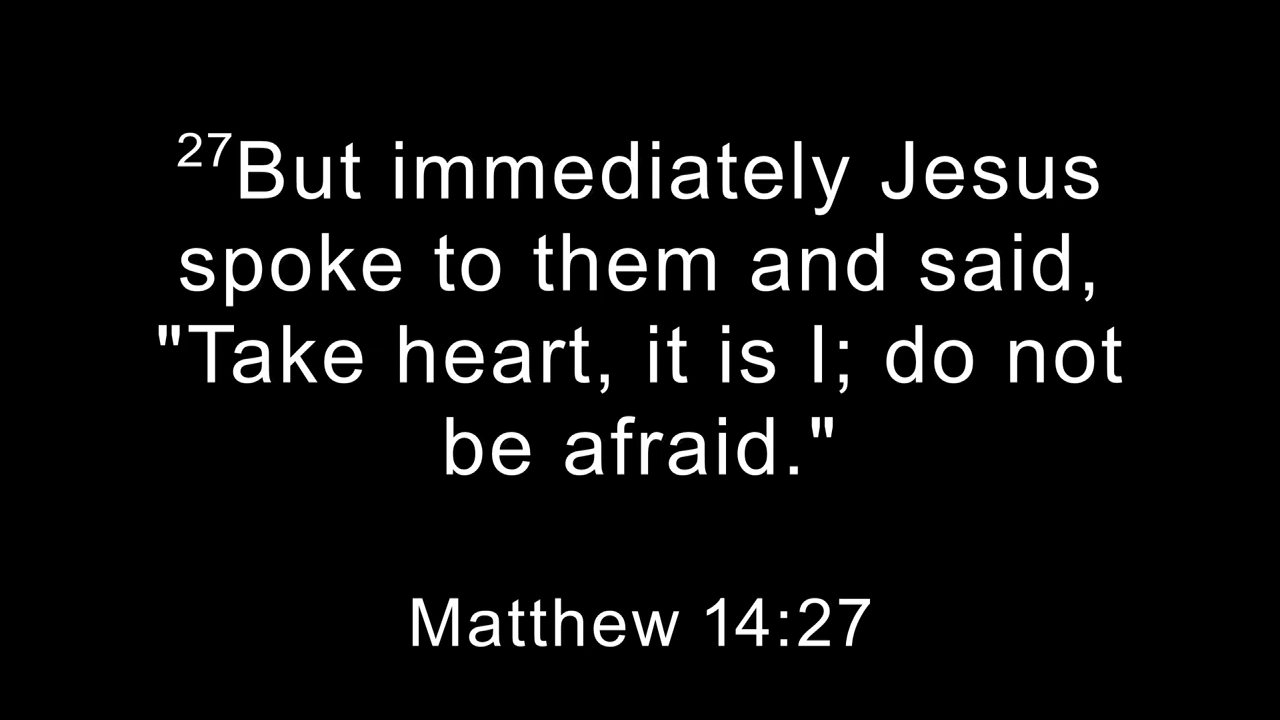 27But immediately Jesus
spoke to them and said,
"Take heart, it is I; do not
be afraid."
Matthew 14:27